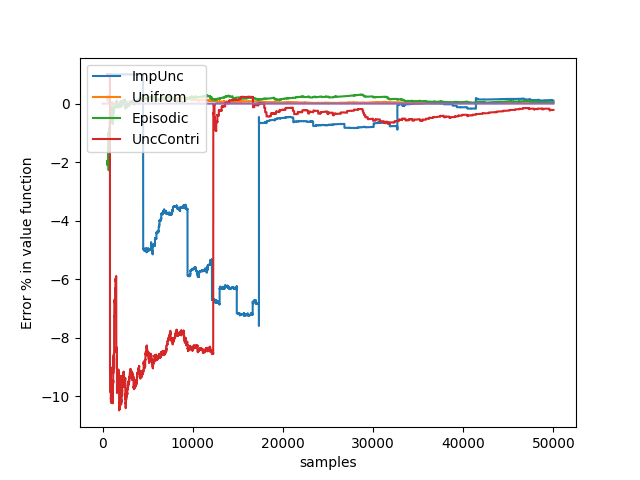 ImpUnc
Unifrom
Episodic
UncContri
0
−2
−4
−6
−8
−10
Error % in value function
0 10000 20000 30000 40000 50000
samples